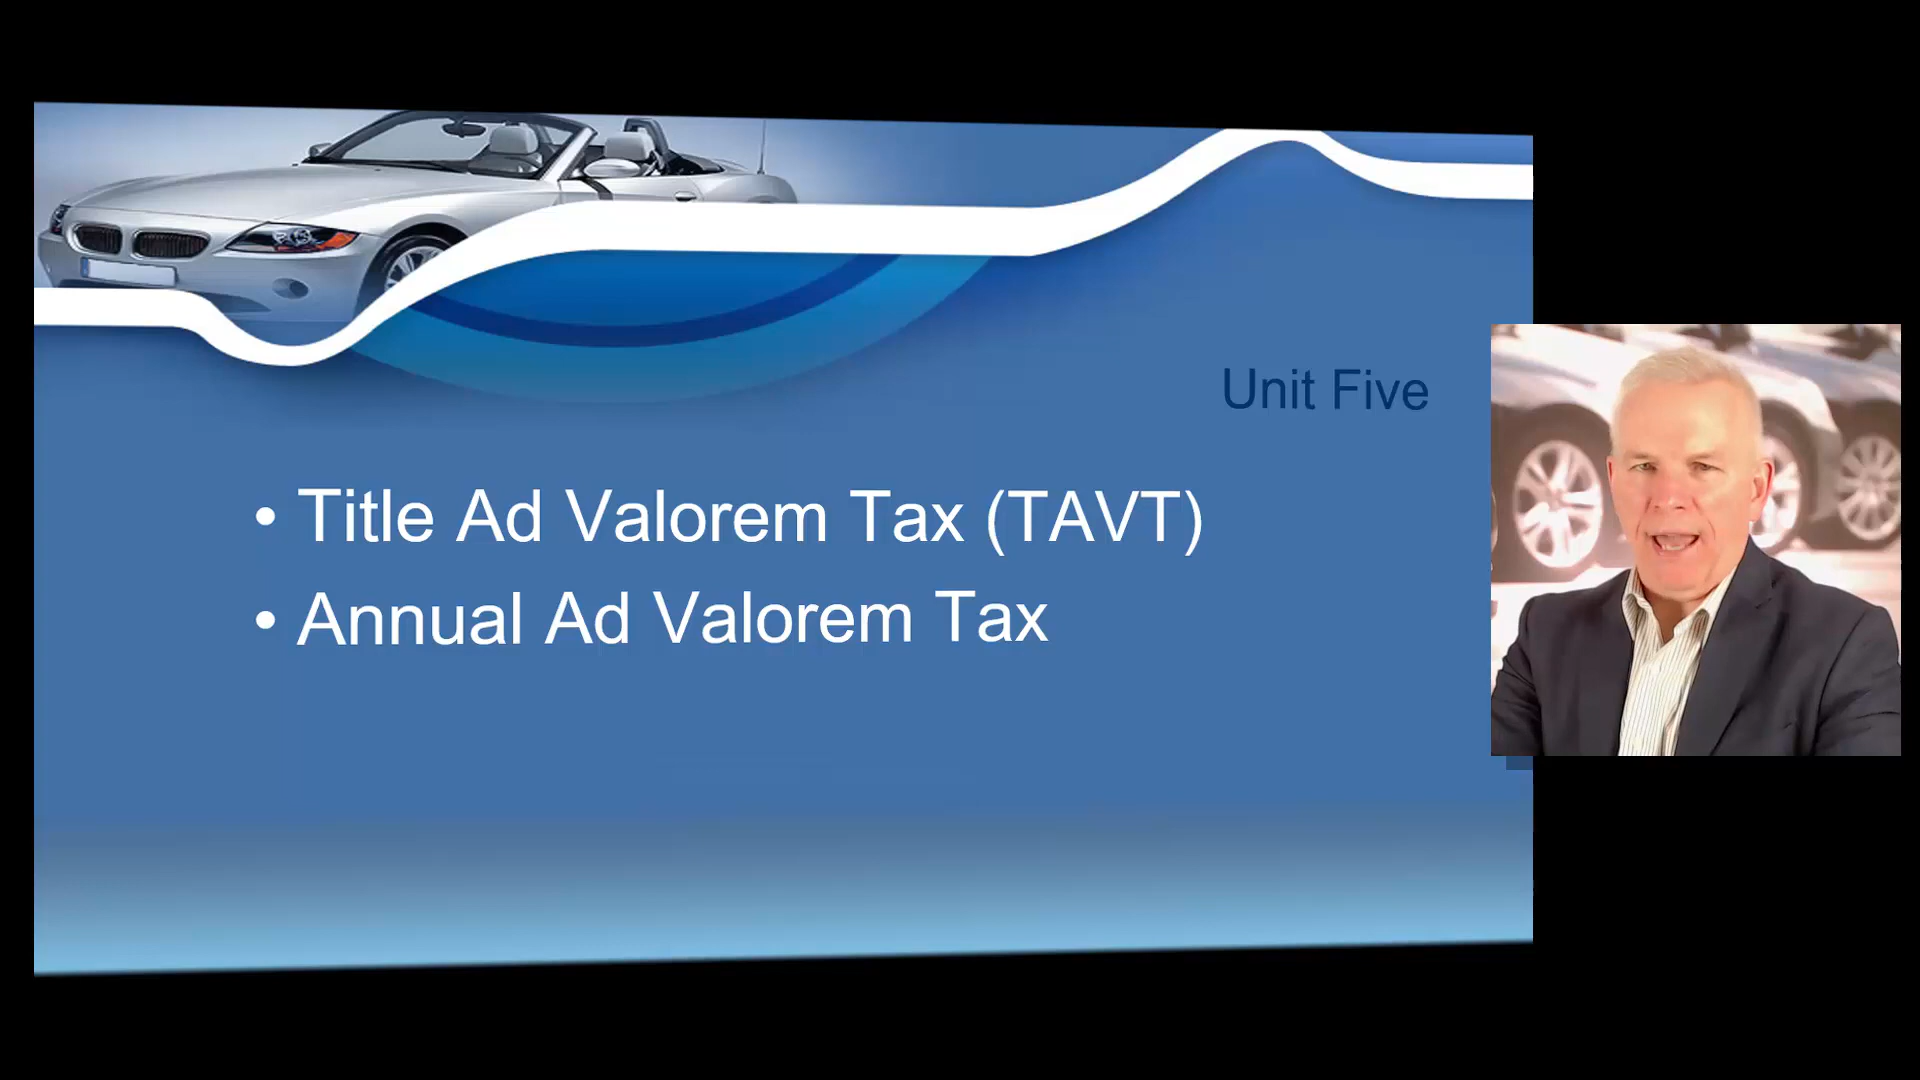 Unit Five
• Title Ad Valorem Tax (TAVT)
• Annual Ad Valorem Tax